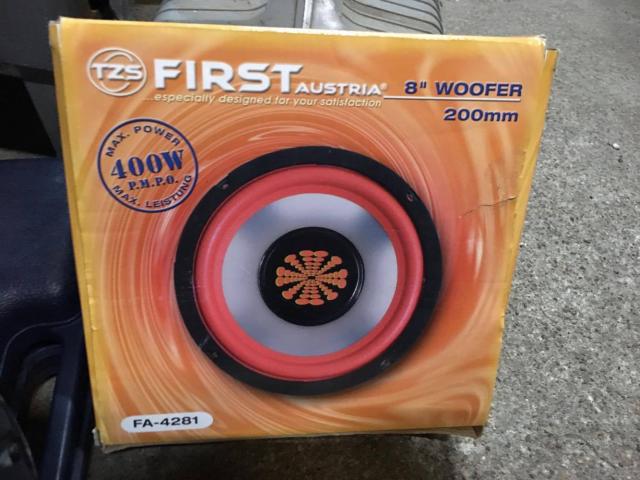 TZS FIRST AUSTRIA®
...especially designed for your satisfaction
8" WOOFER
200mm
MAX. POWER
400W
P.M.P.O.
MAX. LEISTUNG
FA-4281